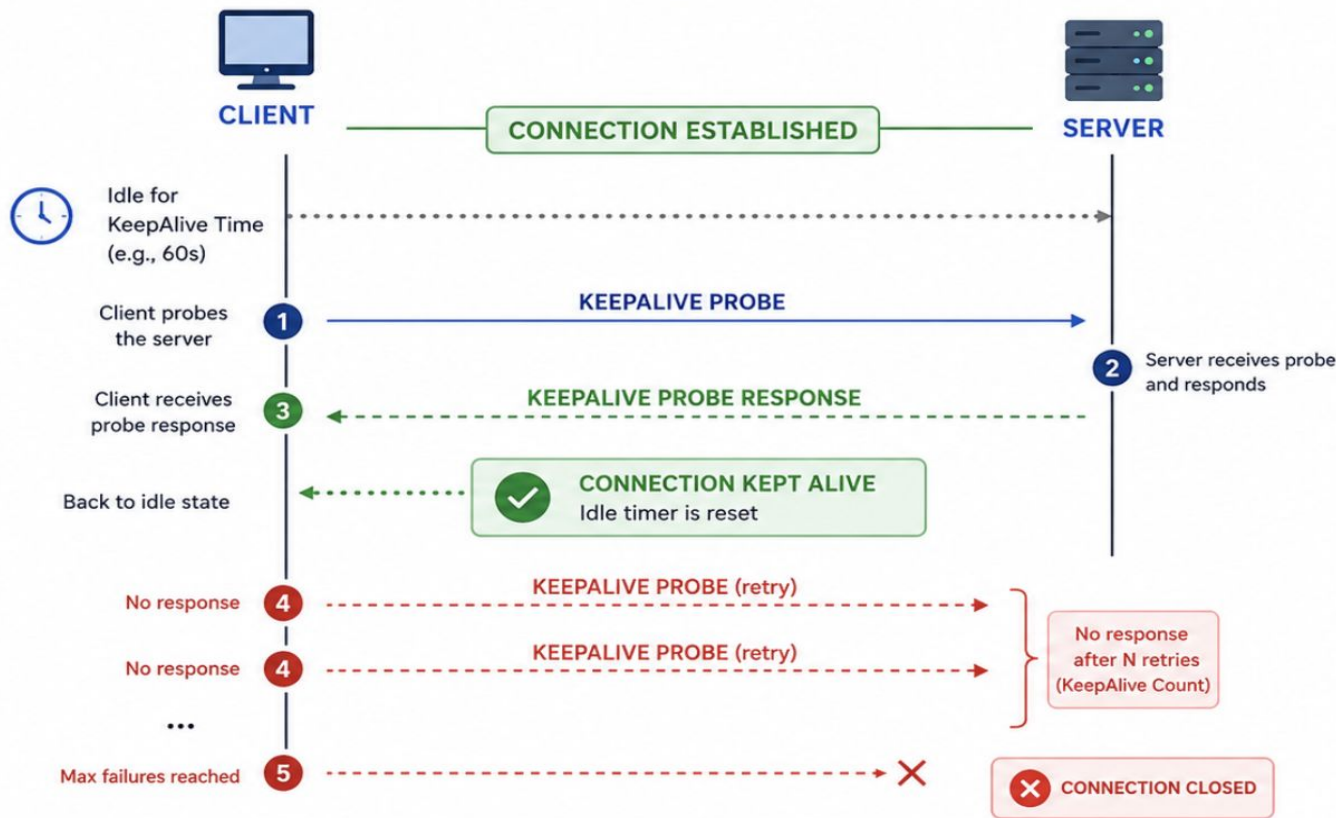 CLIENT
CONNECTION ESTABLISHED
SERVER
Idle for
KeepAlive Time
(e.g., 60s)
Client probes
the server
1
KEEPALIVE PROBE
2
Server receives probe
and responds
Client receives
probe response
3
KEEPALIVE PROBE RESPONSE
Back to idle state
CONNECTION KEPT ALIVE
Idle timer is reset
No response
4
KEEPALIVE PROBE (retry)
No response
4
KEEPALIVE PROBE (retry)
No response
after N retries
(KeepAlive Count)
...
Max failures reached
5
CONNECTION CLOSED